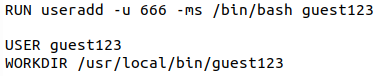 RUN useradd -u 666 -ms /bin/bash guest123
USER guest123
WORKDIR /usr/local/bin/guest123